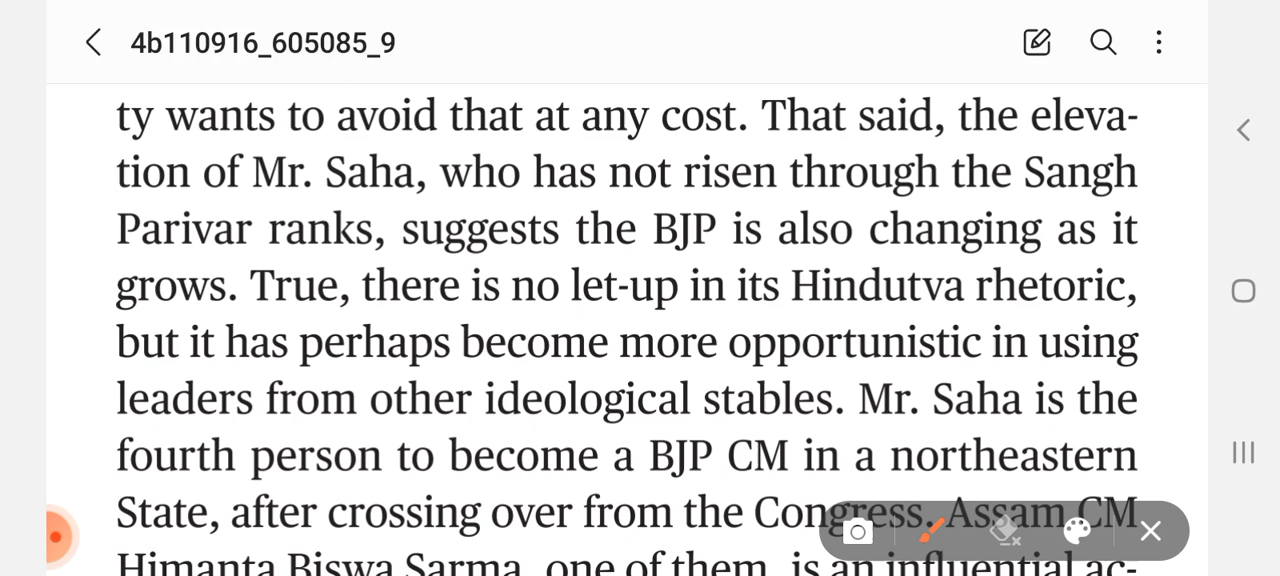 4b110916_605085_9
ty wants to avoid that at any cost. That said, the eleva-
tion of Mr. Saha, who has not risen through the Sangh
Parivar ranks, suggests the BJP is also changing as it
grows. True, there is no let-up in its Hindutva rhetoric,
but it has perhaps become more opportunistic in using
leaders from other ideological stables. Mr. Saha is the
fourth person to become a BJP CM in a northeastern
State, after crossing over from the Congress. Assam CM
Himanta Biswa Sarma, one of them, is an influential ac-